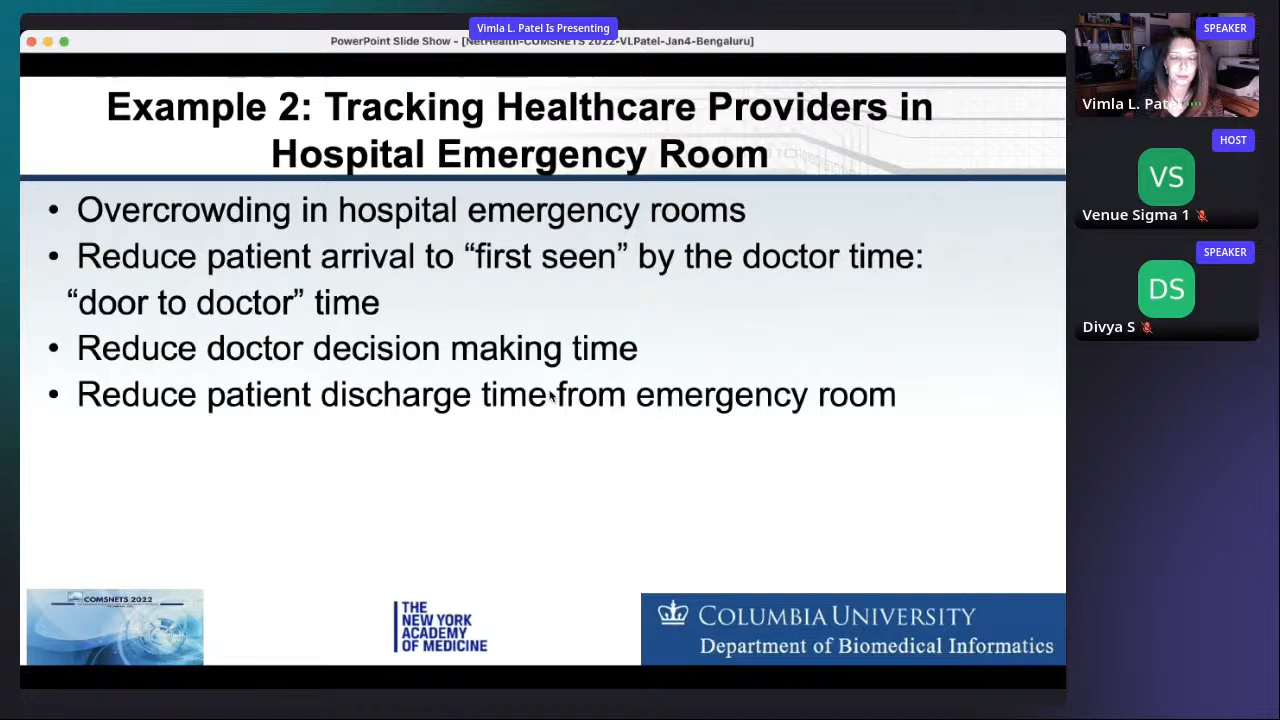 Vimla L. Patel Is Presenting
PowerPoint Slide Show - [NetHealth-COMSNETS 2022-VLPatel-Jan4-Bengaluru]
Example 2: Tracking Healthcare Providers in
Hospital Emergency Room
• Overcrowding in hospital emergency rooms
• Reduce patient arrival to “first seen” by the doctor time:
“door to doctor” time
• Reduce doctor decision making time
• Reduce patient discharge time from emergency room
COMSNETS 2022
THE
NEW YORK
ACADEMY
OF MEDICINE
COLUMBIA UNIVERSITY
Department of Biomedical Informatics
SPEAKER
Vimla L. Patel
HOST
VS
Venue Sigma 1
SPEAKER
DS
Divya S